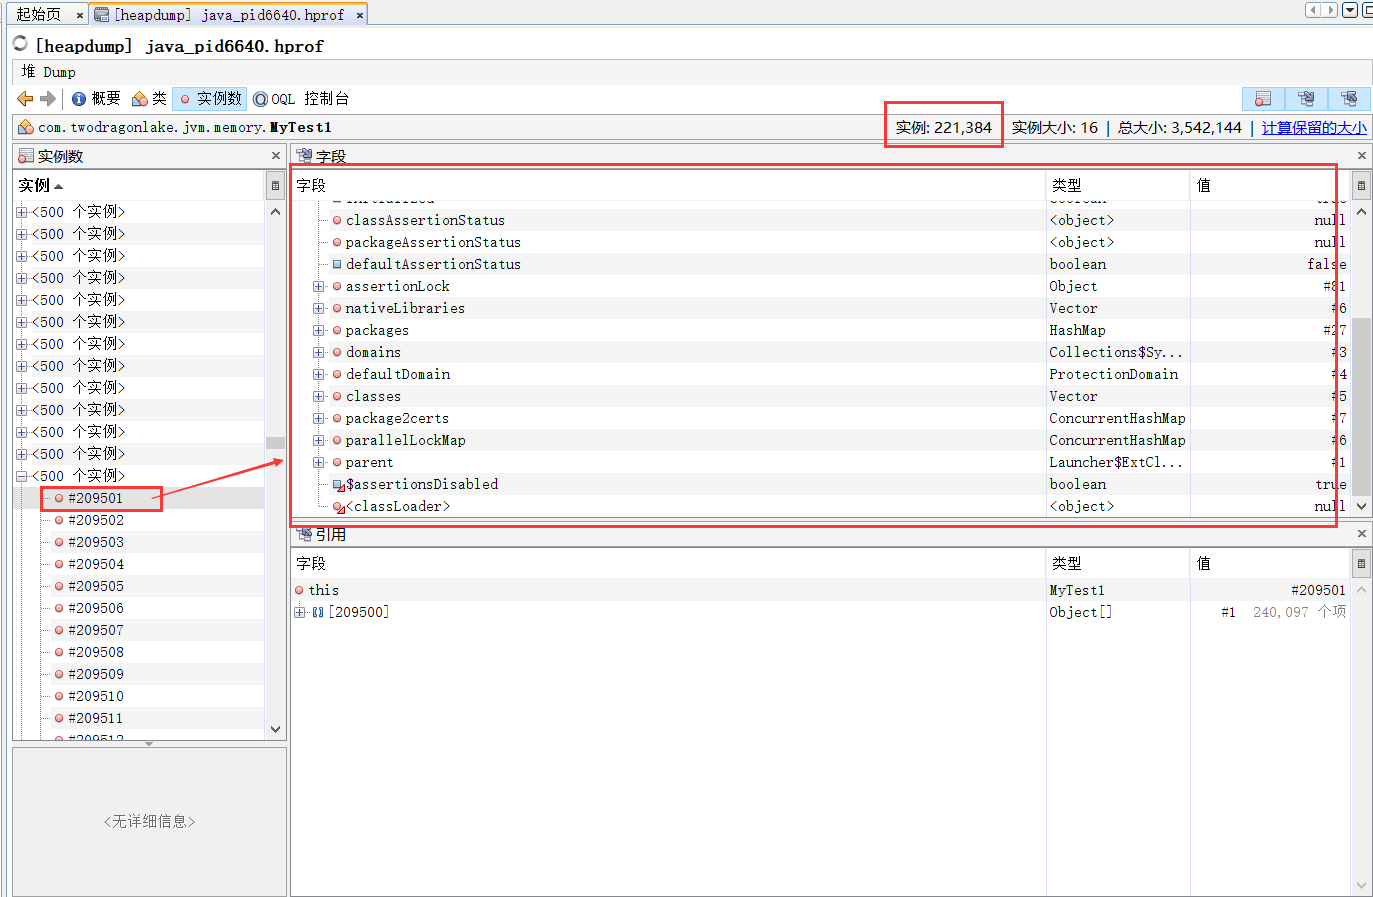 起始页 × [heapdump] java_pid6640.hprof ×
[heapdump] java_pid6640.hprof
堆 Dump
概要 类 实例数 OQL 控制台
com.twodragonlake.jvm.memory.MyTest1 实例: 221,384 实例大小: 16 | 总大小: 3,542,144 | 计算保留的大小
实例数 ×
实例
<500 个实例>
<500 个实例>
<500 个实例>
<500 个实例>
<500 个实例>
<500 个实例>
<500 个实例>
<500 个实例>
<500 个实例>
<500 个实例>
<500 个实例>
<500 个实例>
<500 个实例>
#209501
#209502
#209503
#209504
#209505
#209506
#209507
#209508
#209509
#209510
#209511
#209512
<无详细信息>
字段 ×
字段 类型 值
initialized boolean true
classAssertionStatus <object> null
packageAssertionStatus <object> null
defaultAssertionStatus boolean false
assertionLock Object #81
nativeLibraries Vector #6
packages HashMap #27
domains Collections$Sy... #3
defaultDomain ProtectionDomain #4
classes Vector #5
package2certs ConcurrentHashMap #7
parallelLockMap ConcurrentHashMap #6
parent Launcher$ExtCl... #1
$assertionsDisabled boolean true
<classLoader> <object> null
引用 ×
字段 类型 值
this MyTest1 #209501
[209500] Object[] #1 240,097 个项